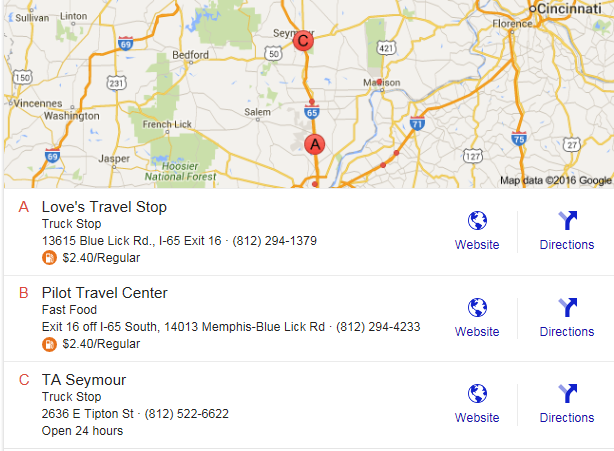 Cincinnati
Sullivan
Linton
Florence
69
Seymour
C
Bedford
50
421
150
231
Madison
Vincennes
Washington
65
Salem
71
French Lick
A
75
27
69
Jasper
127
Hoosier
National Forest
Map data ©2016 Google
A Love's Travel Stop
Truck Stop
13615 Blue Lick Rd., I-65 Exit 16 · (812) 294-1379
$2.40/Regular
Website
Directions
B Pilot Travel Center
Fast Food
Exit 16 off I-65 South, 14013 Memphis-Blue Lick Rd · (812) 294-4233
$2.40/Regular
Website
Directions
C TA Seymour
Truck Stop
2636 E Tipton St · (812) 522-6622
Open 24 hours
Website
Directions